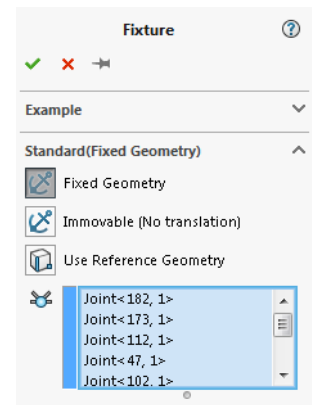 Fixture
Example
Standard(Fixed Geometry)
Fixed Geometry
Immovable (No translation)
Use Reference Geometry
Joint<182, 1>
Joint<173, 1>
Joint<112, 1>
Joint<47, 1>
Joint<102, 1>